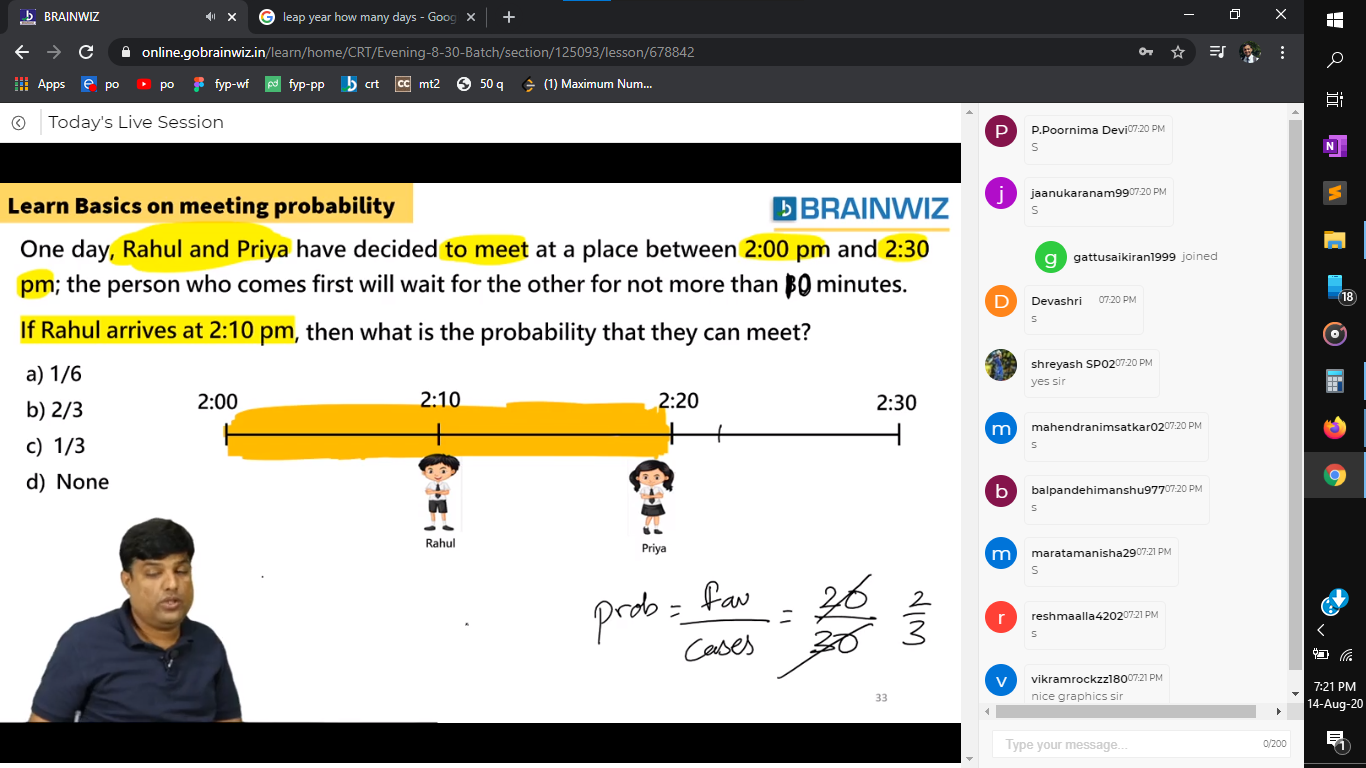 BRAINWIZ
leap year how many days - Goog
online.gobrainwiz.in/learn/home/CRT/Evening-8-30-Batch/section/125093/lesson/678842
Apps
po
po
fyp-wf
fyp-pp
crt
CC
mt2
50 q
(1) Maximum Num...
Today's Live Session
Learn Basics on meeting probability
BRAINWIZ
One day, Rahul and Priya have decided to meet at a place between 2:00 pm and 2:30
pm; the person who comes first will wait for the other for not more than 10 minutes.
If Rahul arrives at 2:10 pm, then what is the probability that they can meet?
a) 1/6
b) 2/3
c) 1/3
d) None
2:00 2:10 2:20 2:30
Rahul
Priya
prob = fav / cases = 20 / 30 2 / 3
33
P
P.Poornima Devi 07:20 PM
S
j
jaanukaranam99 07:20 PM
S
g
gattusaikiran1999 joined
D
Devashri 07:20 PM
s
shreyash SP02 07:20 PM
yes sir
m
mahendranimsatkar02 07:20 PM
s
b
balpandehimanshu977 07:20 PM
s
m
maratamanisha29 07:21 PM
S
r
reshmaalla4202 07:21 PM
s
v
vikramrockzz180 07:21 PM
nice graphics sir
Type your message...
0/200
N
18
7:21 PM
14-Aug-20
1